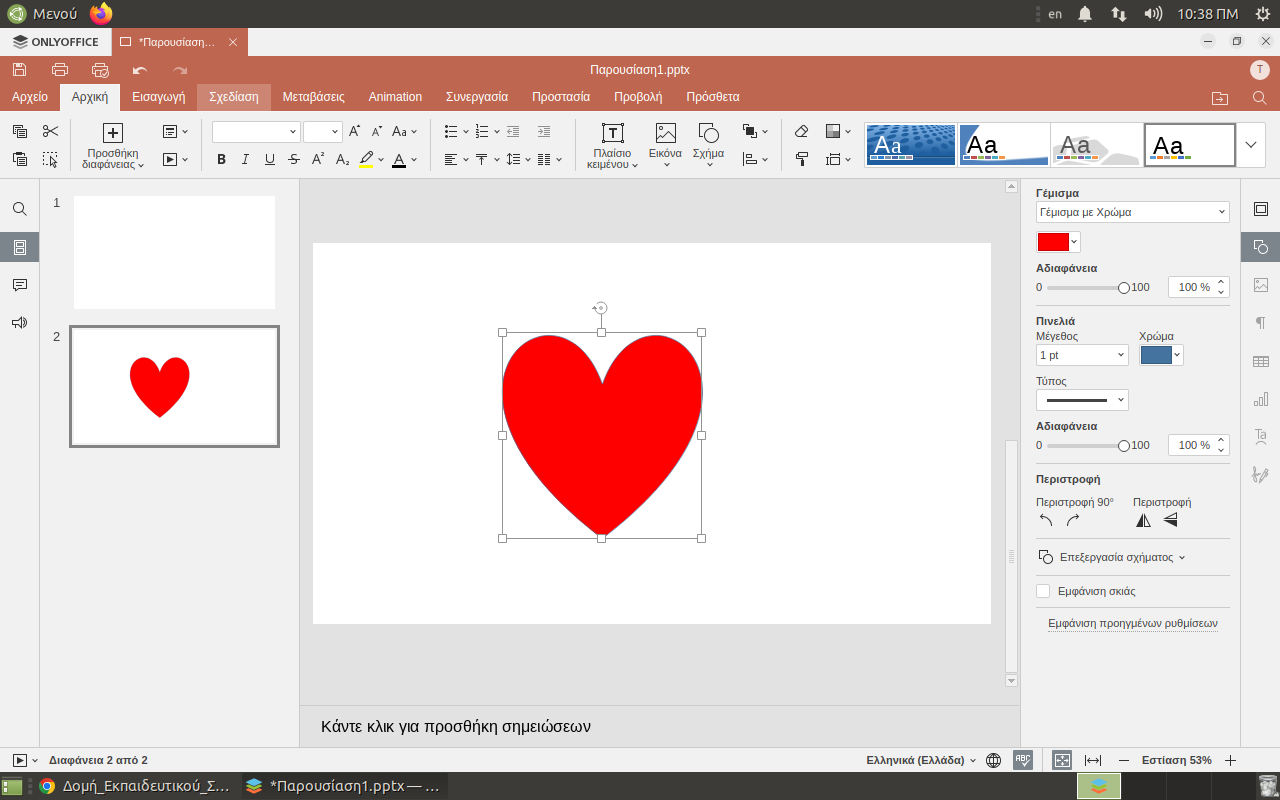 Μενού
en
10:38 ΠΜ
ONLYOFFICE
*Παρουσίαση...
Παρουσίαση1.pptx
T
Αρχείο
Αρχική
Εισαγωγή
Σχεδίαση
Μεταβάσεις
Animation
Συνεργασία
Προστασία
Προβολή
Πρόσθετα
Προσθήκη
διαφάνειας
Aa
B I U S A² A₂ A
Πλαίσιο
κειμένου
Εικόνα
Σχήμα
Aa
Aa
Aa
Aa
1
2
Γέμισμα
Γέμισμα με Χρώμα
Αδιαφάνεια
0 100 100 %
Πινελιά
Μέγεθος Χρώμα
1 pt
Τύπος
Αδιαφάνεια
0 100 100 %
Περιστροφή
Περιστροφή 90° Περιστροφή
Επεξεργασία σχήματος
Εμφάνιση σκιάς
Εμφάνιση προηγμένων ρυθμίσεων
Κάντε κλικ για προσθήκη σημειώσεων
Διαφάνεια 2 από 2
Ελληνικά (Ελλάδα)
ABC
Εστίαση 53%
Δομή_Εκπαιδευτικού_Σ...
*Παρουσίαση1.pptx — ...